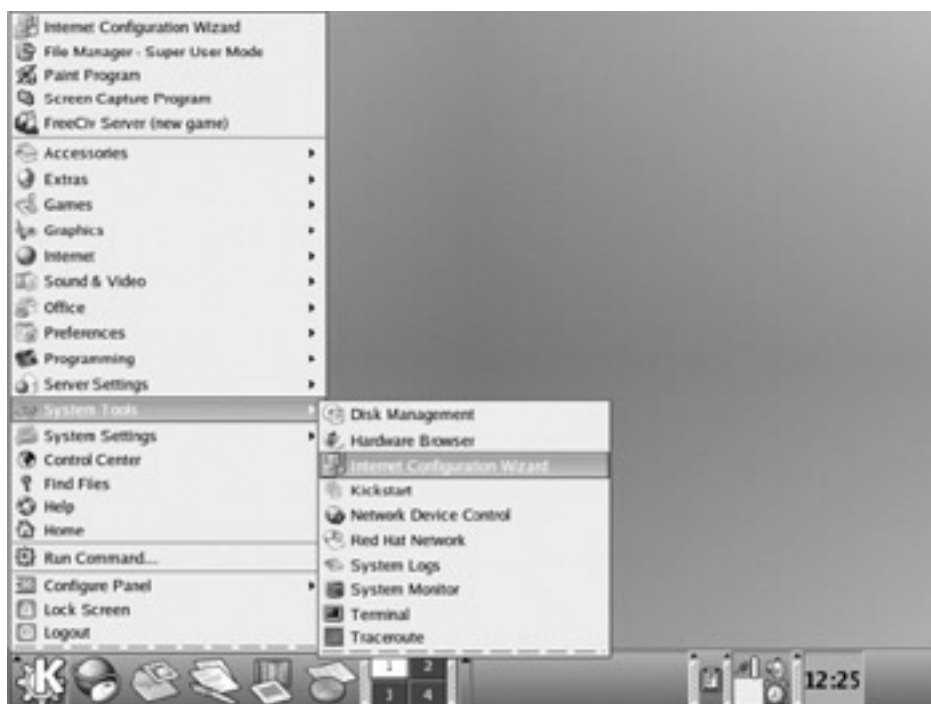 Internet Configuration Wizard
File Manager - Super User Mode
Paint Program
Screen Capture Program
FreeCiv Server (new game)
Accessories
Extras
Games
Graphics
Internet
Sound & Video
Office
Preferences
Programming
Server Settings
System Tools
System Settings
Control Center
Find Files
Help
Home
Run Command...
Configure Panel
Lock Screen
Logout
Disk Management
Hardware Browser
Internet Configuration Wizard
Kickstart
Network Device Control
Red Hat Network
System Logs
System Monitor
Terminal
Traceroute
K
1 2
3 4
12:25